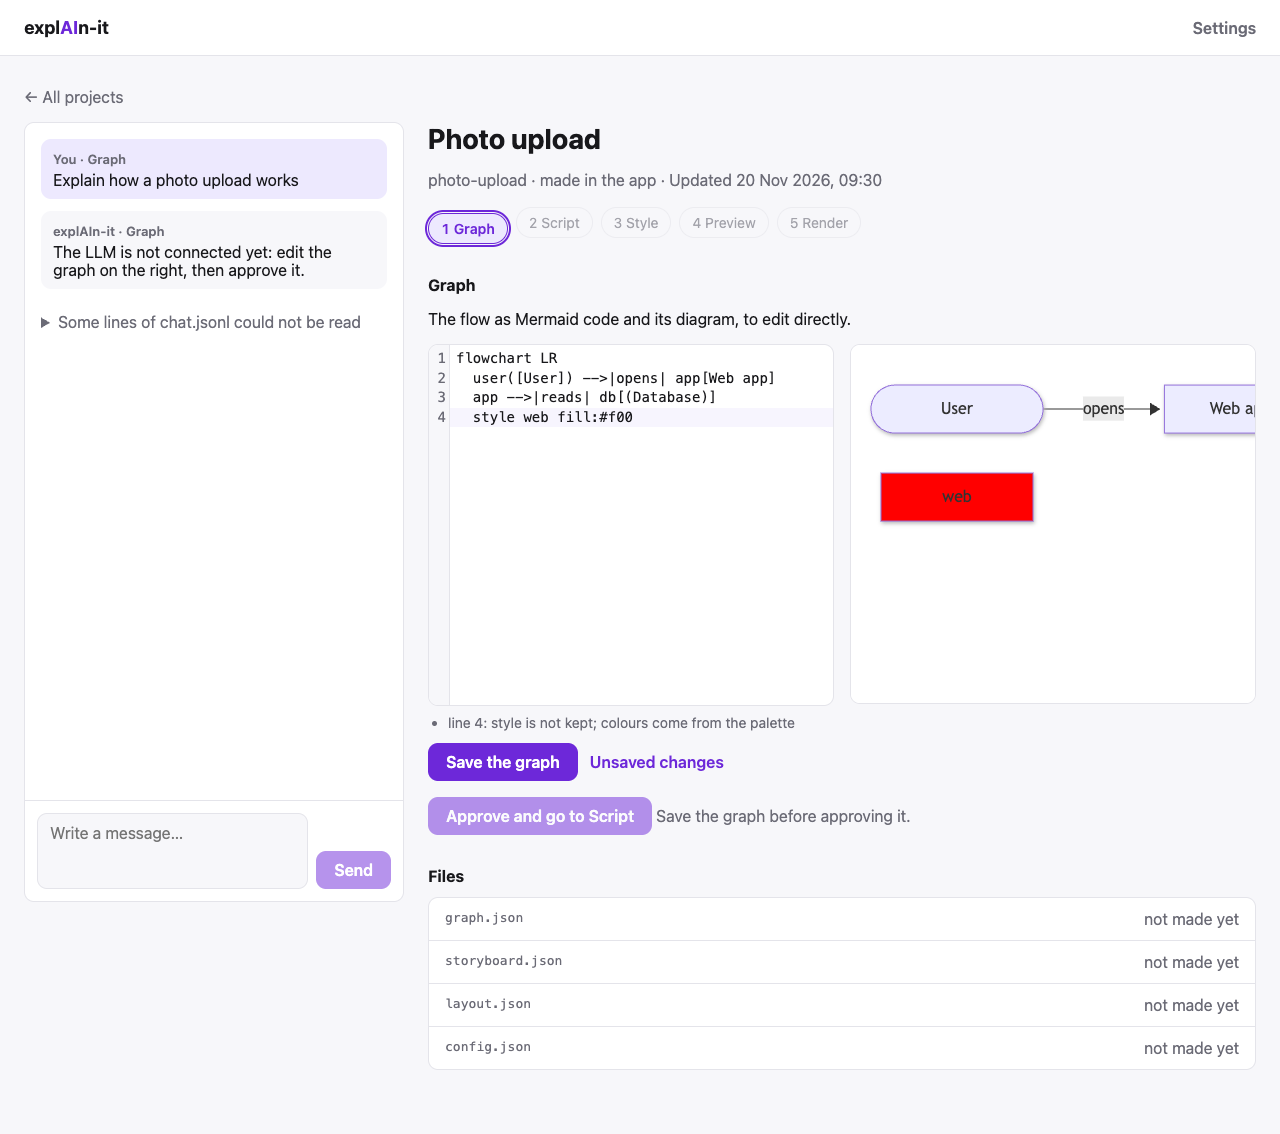 explAIn-it
Settings
← All projects
You · Graph
Explain how a photo upload works
explAIn-it · Graph
The LLM is not connected yet: edit the
graph on the right, then approve it.
Some lines of chat.jsonl could not be read
Write a message...
Send
Photo upload
photo-upload · made in the app · Updated 20 Nov 2026, 09:30
1 Graph
2 Script
3 Style
4 Preview
5 Render
Graph
The flow as Mermaid code and its diagram, to edit directly.
1 flowchart LR
2 user([User]) -->|opens| app[Web app]
3 app -->|reads| db[(Database)]
4 style web fill:#f00
User
opens
Web ap
web
line 4: style is not kept; colours come from the palette
Save the graph
Unsaved changes
Approve and go to Script
Save the graph before approving it.
Files
graph.json not made yet
storyboard.json not made yet
layout.json not made yet
config.json not made yet